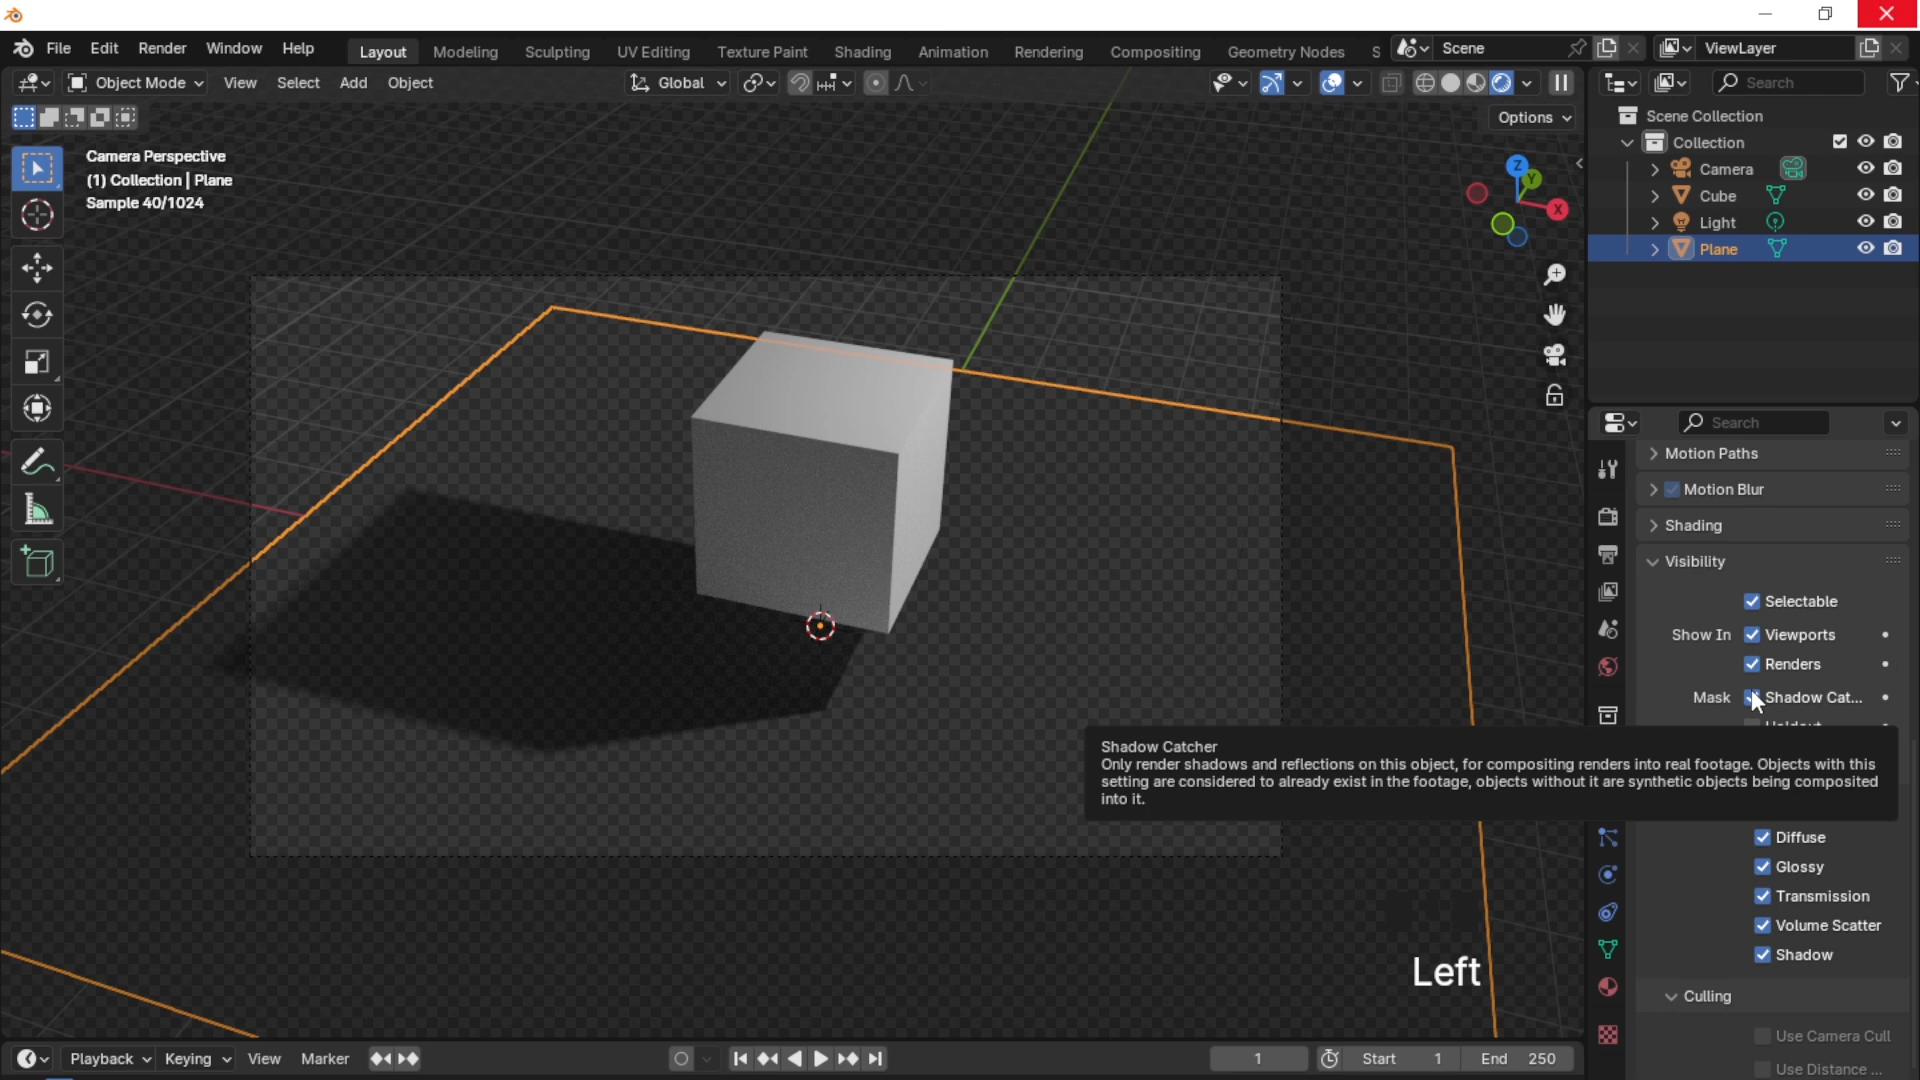 File Edit Render Window Help Layout Modeling Sculpting UV Editing Texture Paint Shading Animation Rendering Compositing Geometry Nodes S Scene ViewLayer
Object Mode View Select Add Object Global Search
Options
Camera Perspective
(1) Collection | Plane
Sample 40/1024
Z
Y
X
Scene Collection
Collection
Camera
Cube
Light
Plane
Search
Motion Paths
Motion Blur
Shading
Visibility
Selectable
Show In Viewports
Renders
Mask Shadow Cat...
Shadow Catcher
Only render shadows and reflections on this object, for compositing renders into real footage. Objects with this
setting are considered to already exist in the footage, objects without it are synthetic objects being composited
into it.
Diffuse
Glossy
Transmission
Volume Scatter
Shadow
Culling
Use Camera Cull
Use Distance ...
Left
Playback Keying View Marker 1 Start 1 End 250